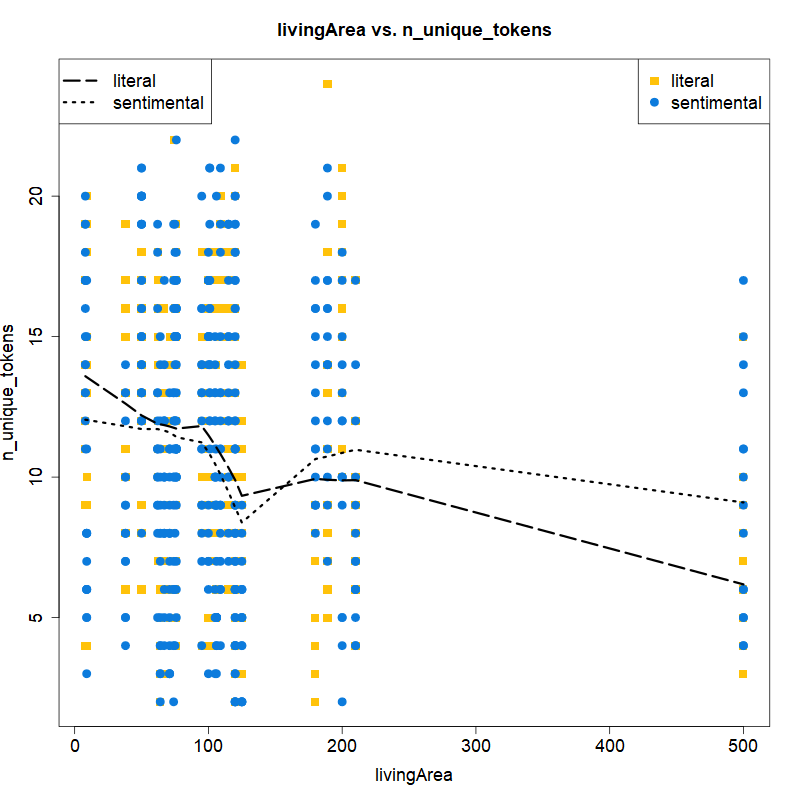 livingArea vs. n_unique_tokens
literal
sentimental
literal
sentimental
n_unique_tokens
20
15
10
5
0
100
200
300
400
500
livingArea